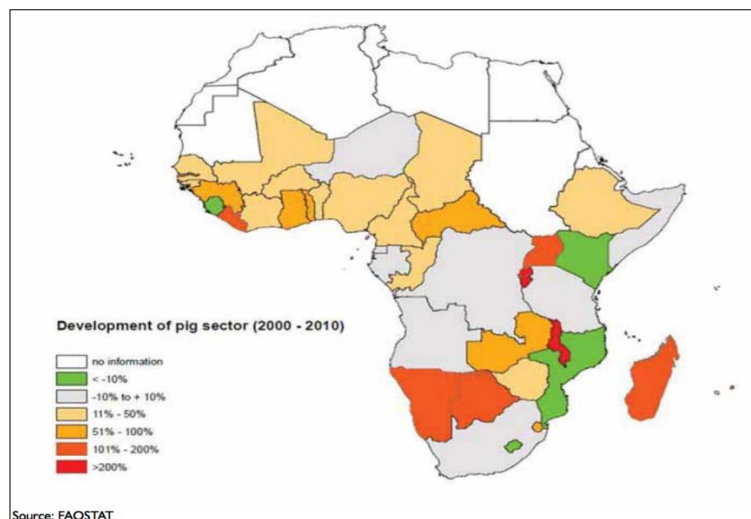 Development of pig sector (2000 - 2010)
no information
< -10%
-10% to + 10%
11% - 50%
51% - 100%
101% - 200%
>200%
Source: FAOSTAT